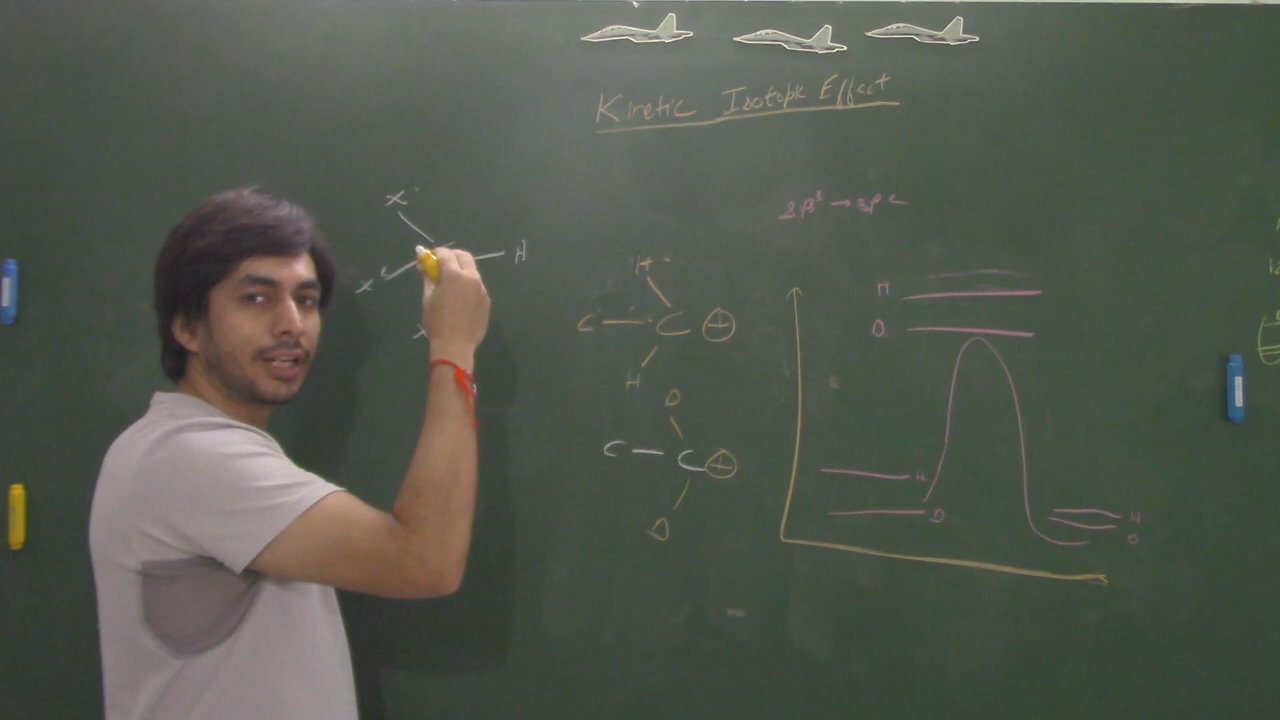 Kinetic Isotopic Effect
sp³ → sp²
X
H
X
X
H
C — C ⊕
H
D
C — C ⊕
D
H
D
H
D
H
D